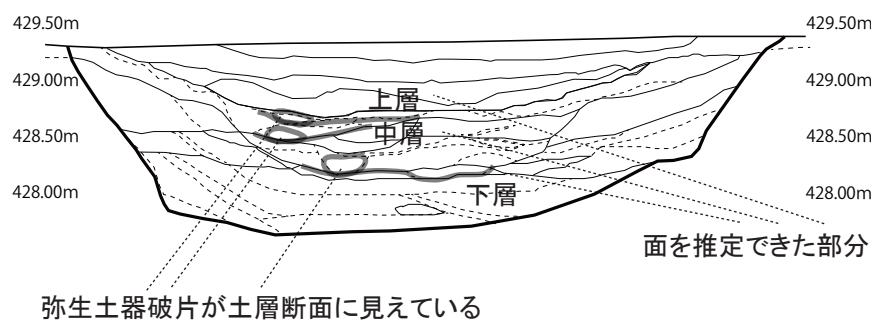 429.50m 429.50m
429.00m 429.00m
上層
中層
428.50m 428.50m
428.00m 428.00m
下層
面を推定できた部分
弥生土器破片が土層断面に見えている